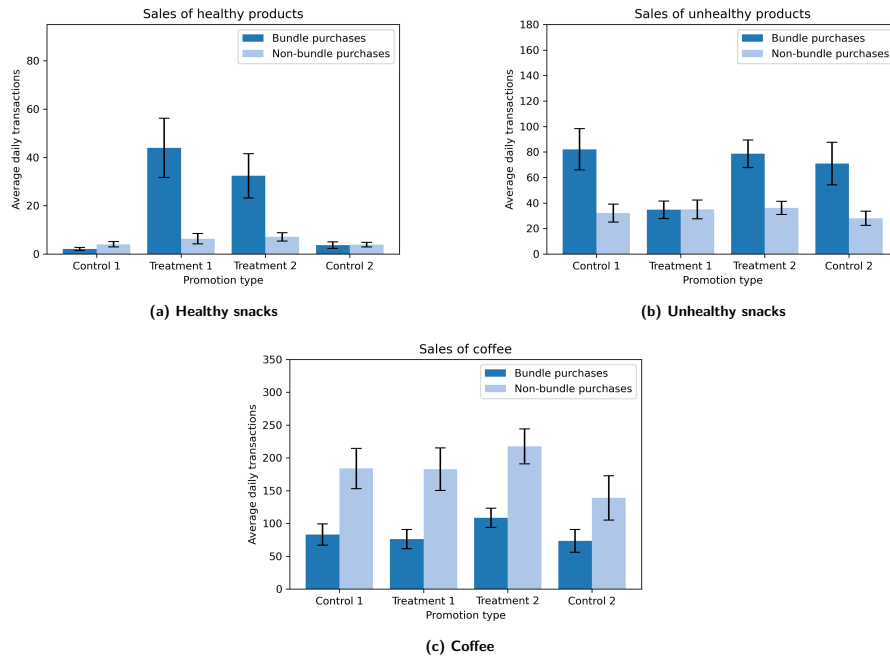 Sales of healthy products
Bundle purchases
Non-bundle purchases
80
60
40
20
0
Average daily transactions
Control 1
Treatment 1
Treatment 2
Control 2
Promotion type
(a) Healthy snacks
Sales of unhealthy products
Bundle purchases
Non-bundle purchases
180
160
140
120
100
80
60
40
20
0
Average daily transactions
Control 1
Treatment 1
Treatment 2
Control 2
Promotion type
(b) Unhealthy snacks
Sales of coffee
Bundle purchases
Non-bundle purchases
350
300
250
200
150
100
50
0
Average daily transactions
Control 1
Treatment 1
Treatment 2
Control 2
Promotion type
(c) Coffee